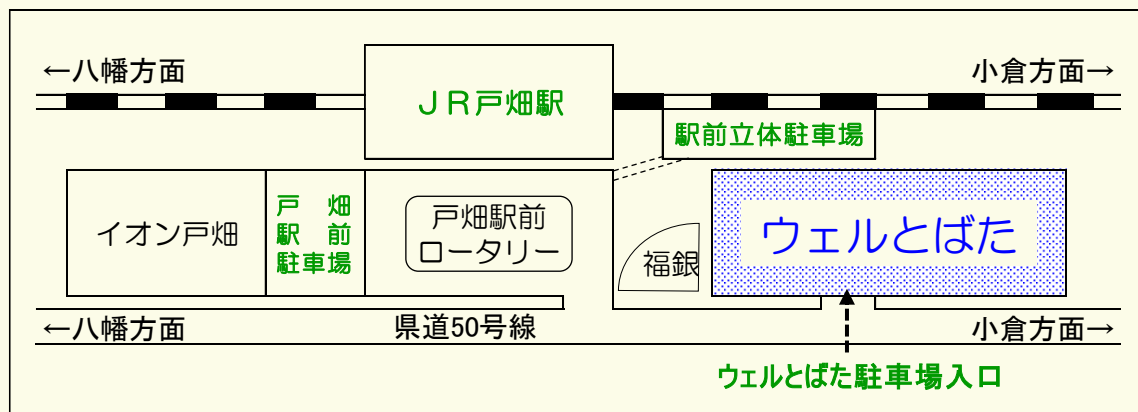 ←八幡方面
小倉方面→
ＪＲ戸畑駅
駅前立体駐車場
イオン戸畑
戸　畑
駅　前
駐車場
戸畑駅前
ロータリー
福銀
ウェルとばた
←八幡方面
県道50号線
小倉方面→
ウェルとばた駐車場入口